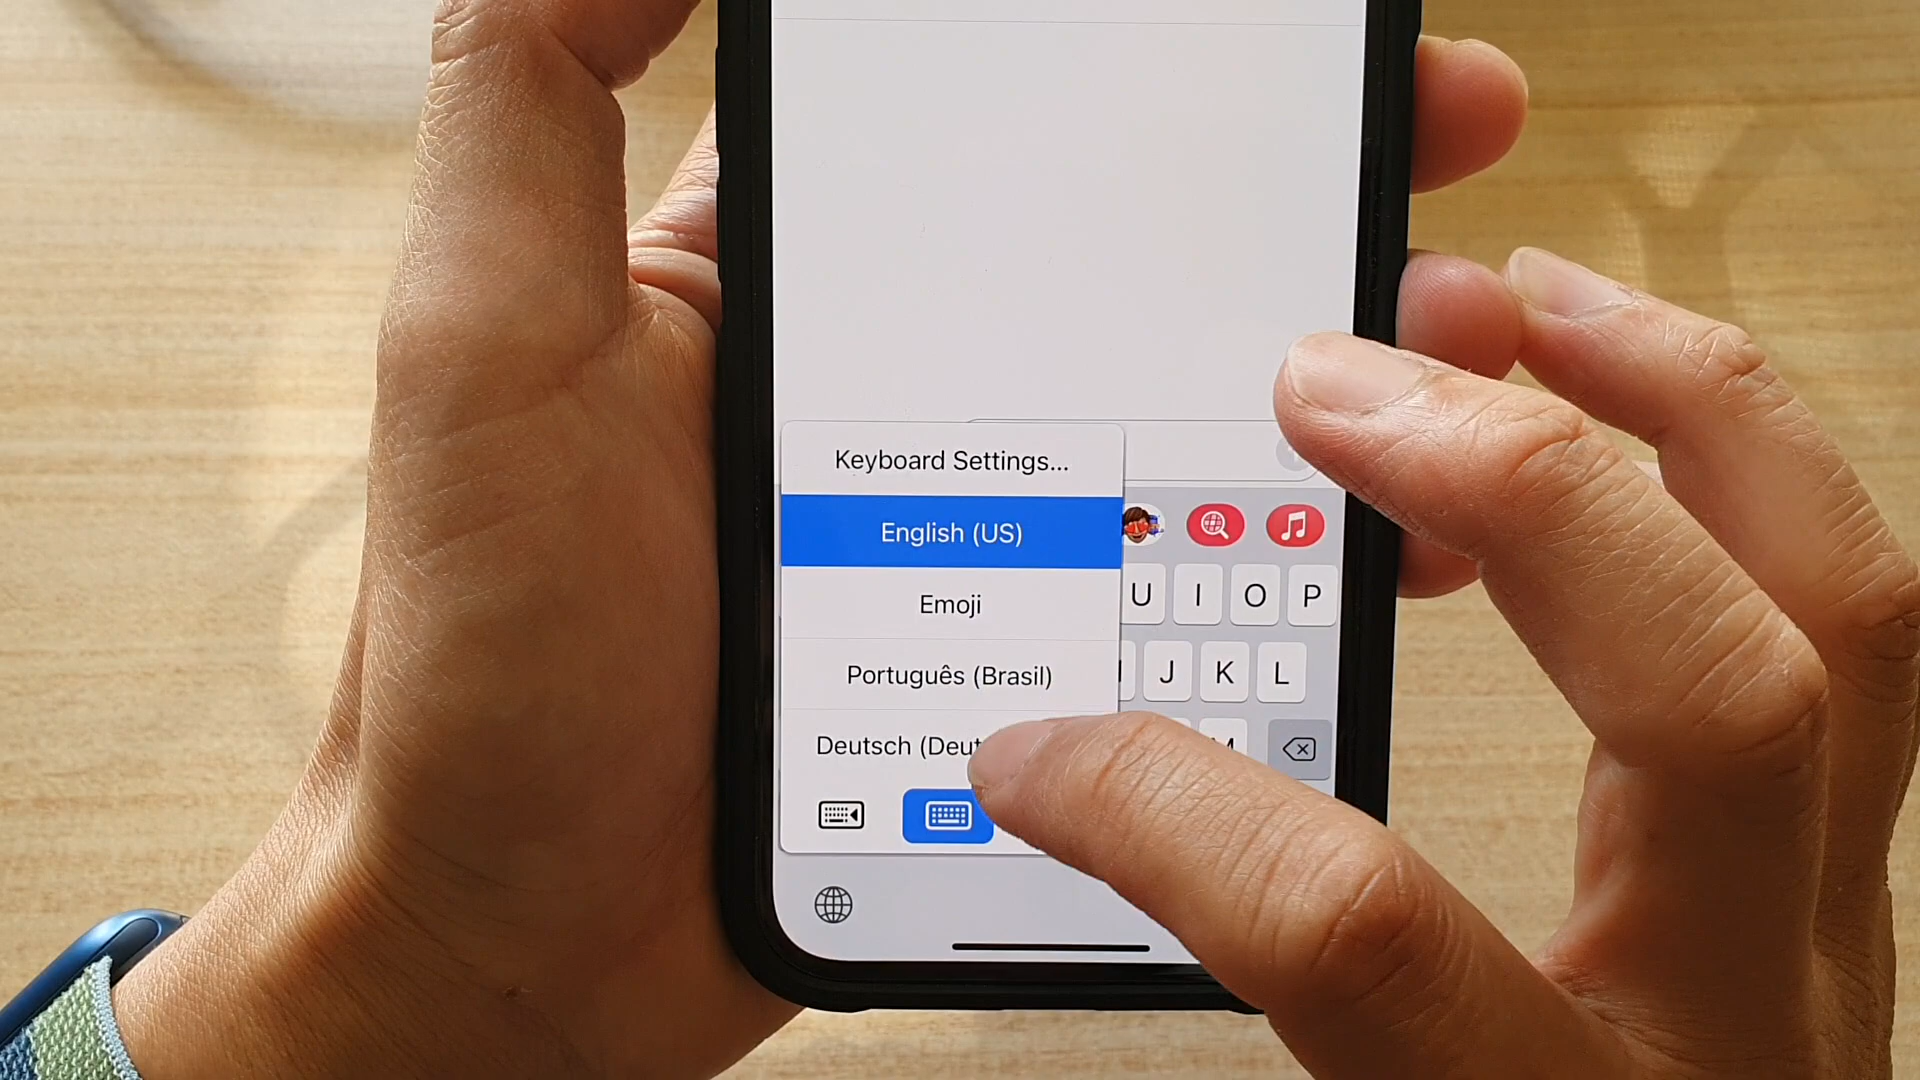 Keyboard Settings...
English (US)
Emoji
Português (Brasil)
Deutsch (Deut
U I O P
J K L
M